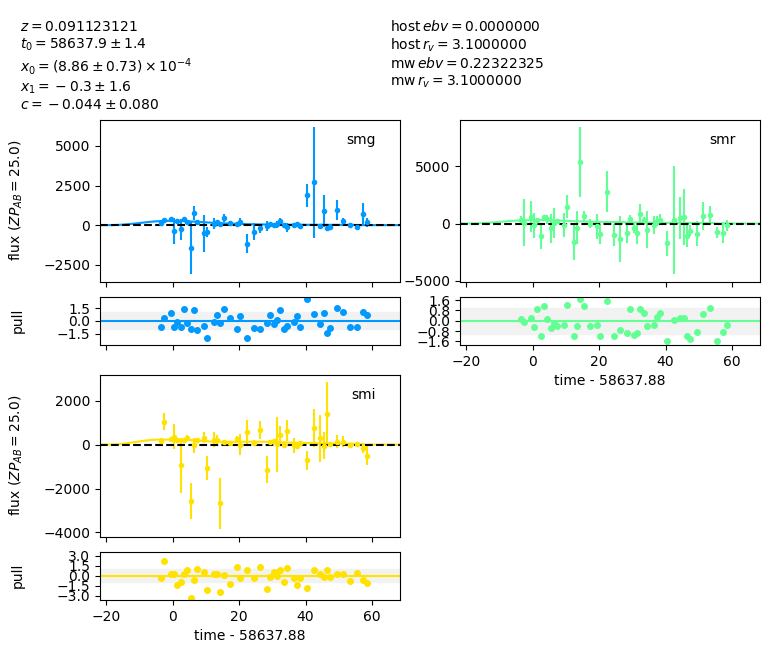 z = 0.091123121
t₀ = 58637.9 ± 1.4
x₀ = (8.86 ± 0.73) × 10⁻⁴
x₁ = −0.3 ± 1.6
c = −0.044 ± 0.080
host ebv = 0.0000000
host r_v = 3.1000000
mw ebv = 0.22322325
mw r_v = 3.1000000
flux (ZP_AB = 25.0)
5000
2500
0
−2500
smg
5000
0
−5000
smr
pull
1.5
0.0
−1.5
1.6
0.8
0.0
−0.8
−1.6
−20 0 20 40 60
time - 58637.88
flux (ZP_AB = 25.0)
2000
0
−2000
−4000
smi
pull
3.0
1.5
0.0
−1.5
−3.0
−20 0 20 40 60
time - 58637.88